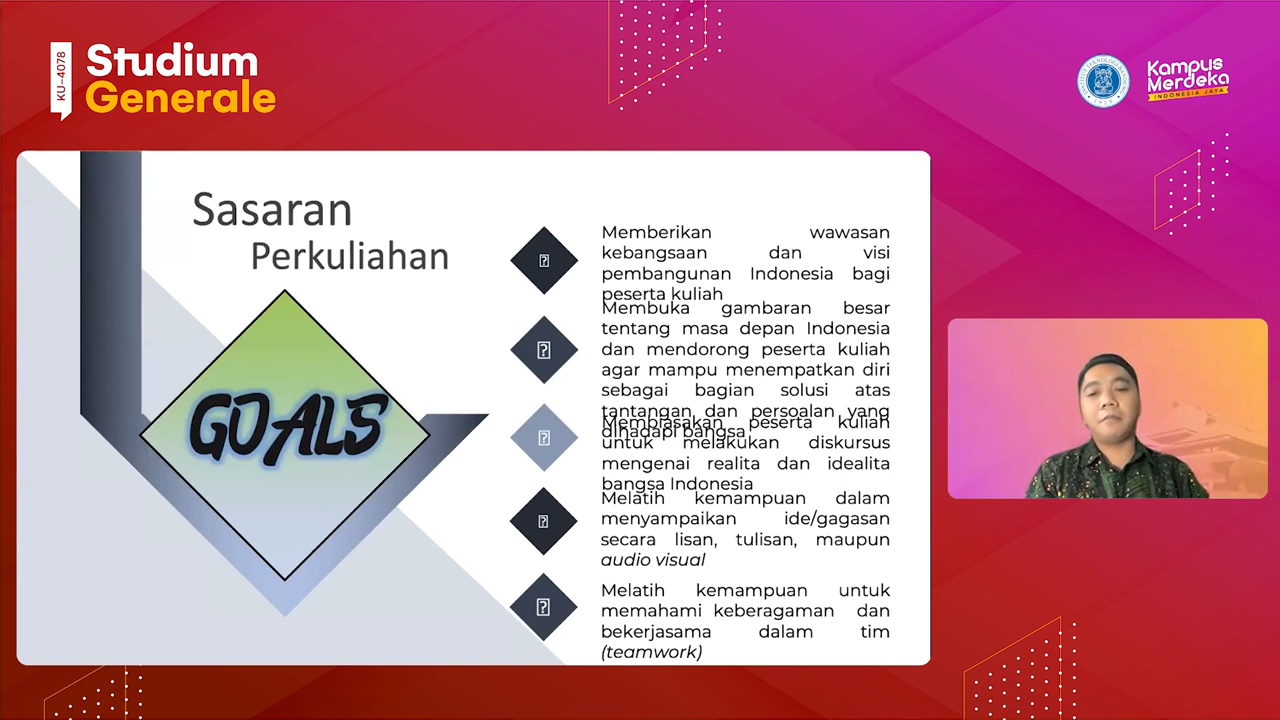 KU-4078
Studium
Generale
INSTITUT TEKNOLOGI BANDUNG
1920
Kampus
Merdeka
INDONESIA JAYA
Sasaran
Perkuliahan
GOALS
Memberikan wawasan
kebangsaan dan visi
pembangunan Indonesia bagi
peserta kuliah
Membuka gambaran besar
tentang masa depan Indonesia
dan mendorong peserta kuliah
agar mampu menempatkan diri
sebagai bagian solusi atas
tantangan dan persoalan yang
dihadapi bangsa
Membiasakan peserta kuliah
untuk melakukan diskursus
mengenai realita dan idealita
bangsa Indonesia
Melatih kemampuan dalam
menyampaikan ide/gagasan
secara lisan, tulisan, maupun
audio visual
Melatih kemampuan untuk
memahami keberagaman dan
bekerjasama dalam tim
(teamwork)